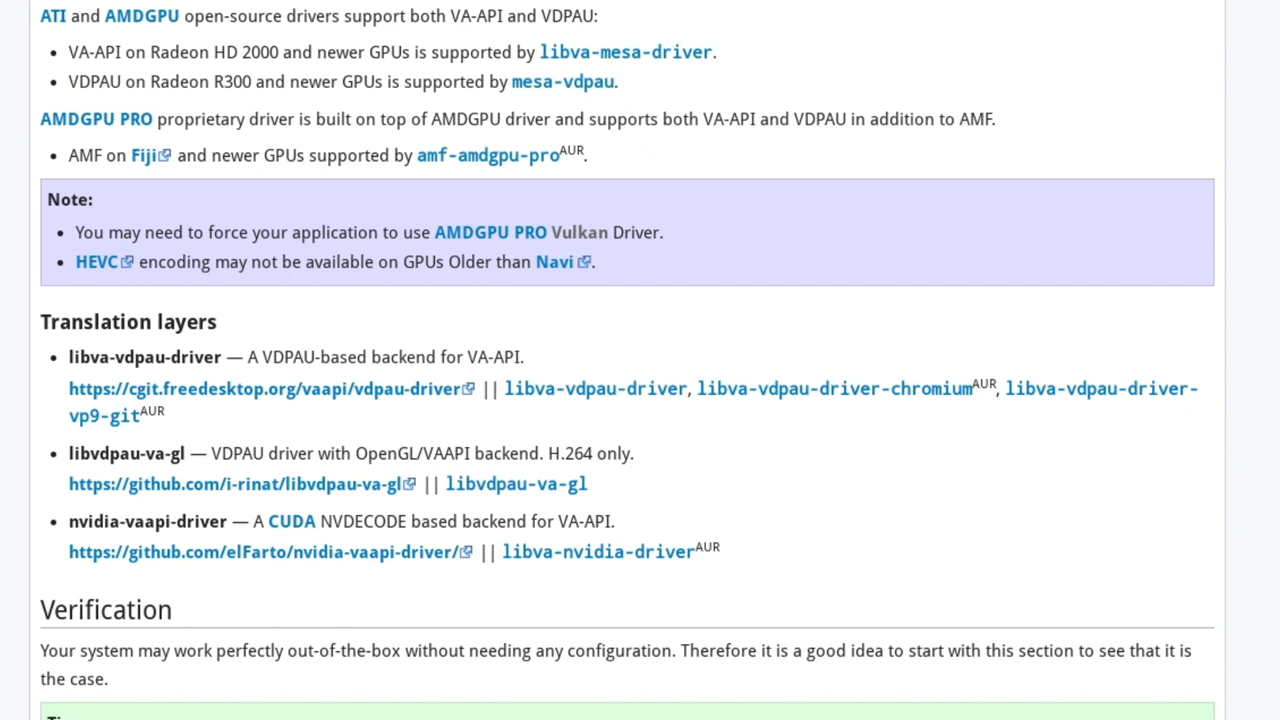 ATI and AMDGPU open-source drivers support both VA-API and VDPAU:
• VA-API on Radeon HD 2000 and newer GPUs is supported by libva-mesa-driver.
• VDPAU on Radeon R300 and newer GPUs is supported by mesa-vdpau.
AMDGPU PRO proprietary driver is built on top of AMDGPU driver and supports both VA-API and VDPAU in addition to AMF.
• AMF on Fiji and newer GPUs supported by amf-amdgpu-proAUR.
Note:
• You may need to force your application to use AMDGPU PRO Vulkan Driver.
• HEVC encoding may not be available on GPUs Older than Navi .
Translation layers
• libva-vdpau-driver — A VDPAU-based backend for VA-API.
https://cgit.freedesktop.org/vaapi/vdpau-driver || libva-vdpau-driver, libva-vdpau-driver-chromiumAUR, libva-vdpau-driver-
vp9-gitAUR
• libvdpau-va-gl — VDPAU driver with OpenGL/VAAPI backend. H.264 only.
https://github.com/i-rinat/libvdpau-va-gl || libvdpau-va-gl
• nvidia-vaapi-driver — A CUDA NVDECODE based backend for VA-API.
https://github.com/elFarto/nvidia-vaapi-driver/ || libva-nvidia-driverAUR
Verification
Your system may work perfectly out-of-the-box without needing any configuration. Therefore it is a good idea to start with this section to see that it is
the case.